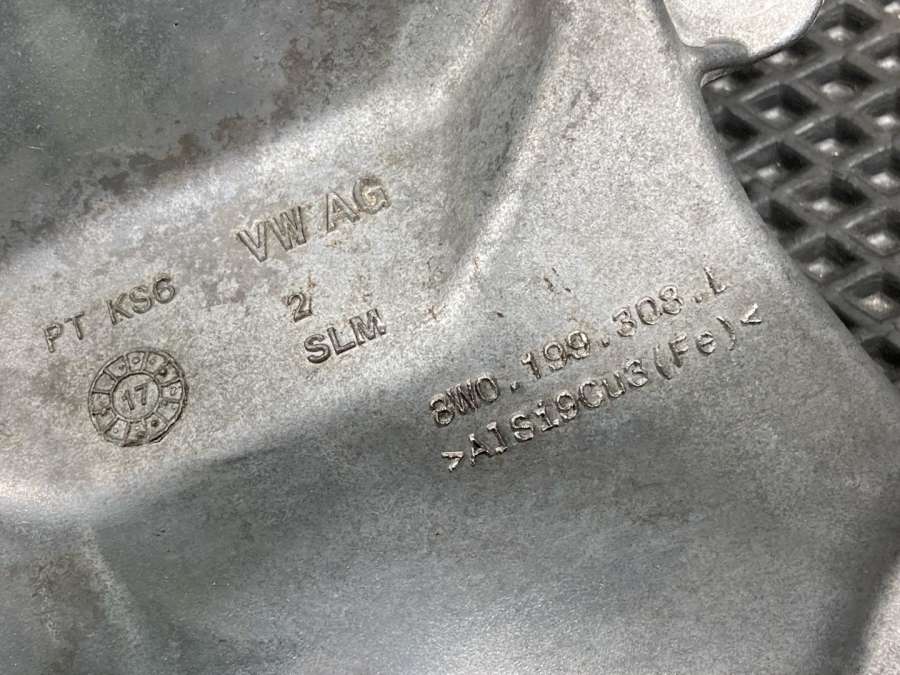 VW AG
PT KS6
2
SLM
17
8W0.199.308.L
>AlSi9Cu3(Fe)<